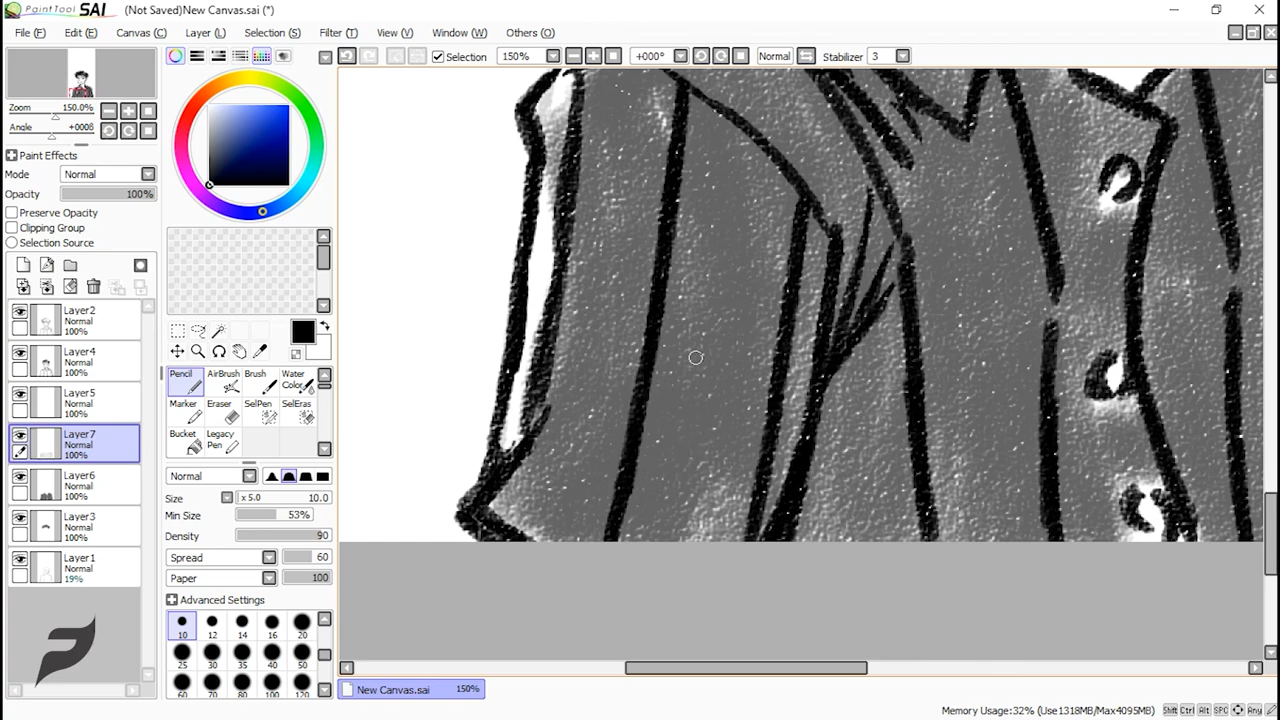 PaintTool SAI (Not Saved)New Canvas.sai (*)
File (F) Edit (E) Canvas (C) Layer (L) Selection (S) Filter (T) View (V) Window (W) Others (O)
Selection 150% +000° Normal Stabilizer 3
Zoom 150.0%
Angle
Paint Effects
Mode Normal
Opacity 100%
Preserve Opacity
Clipping Group
Selection Source
Layer2
Normal
100%
Layer4
Normal
100%
Layer5
Normal
100%
Layer7
Normal
100%
Layer6
Normal
100%
Layer3
Normal
100%
Layer1
Normal
19%
Pencil AirBrush Brush Water
Color
Marker Eraser SelPen SelEras
Bucket Legacy
Pen
Normal
Size x 5.0 10.0
Min Size 53%
Density 90
Spread 60
Paper 100
Advanced Settings
10 12 14 16 20
25 30 35 40 50
60 70 80 100 120
New Canvas.sai 150%
Memory Usage:32% (Use1318MB/Max4095MB) Shift Ctrl Alt SPC Any